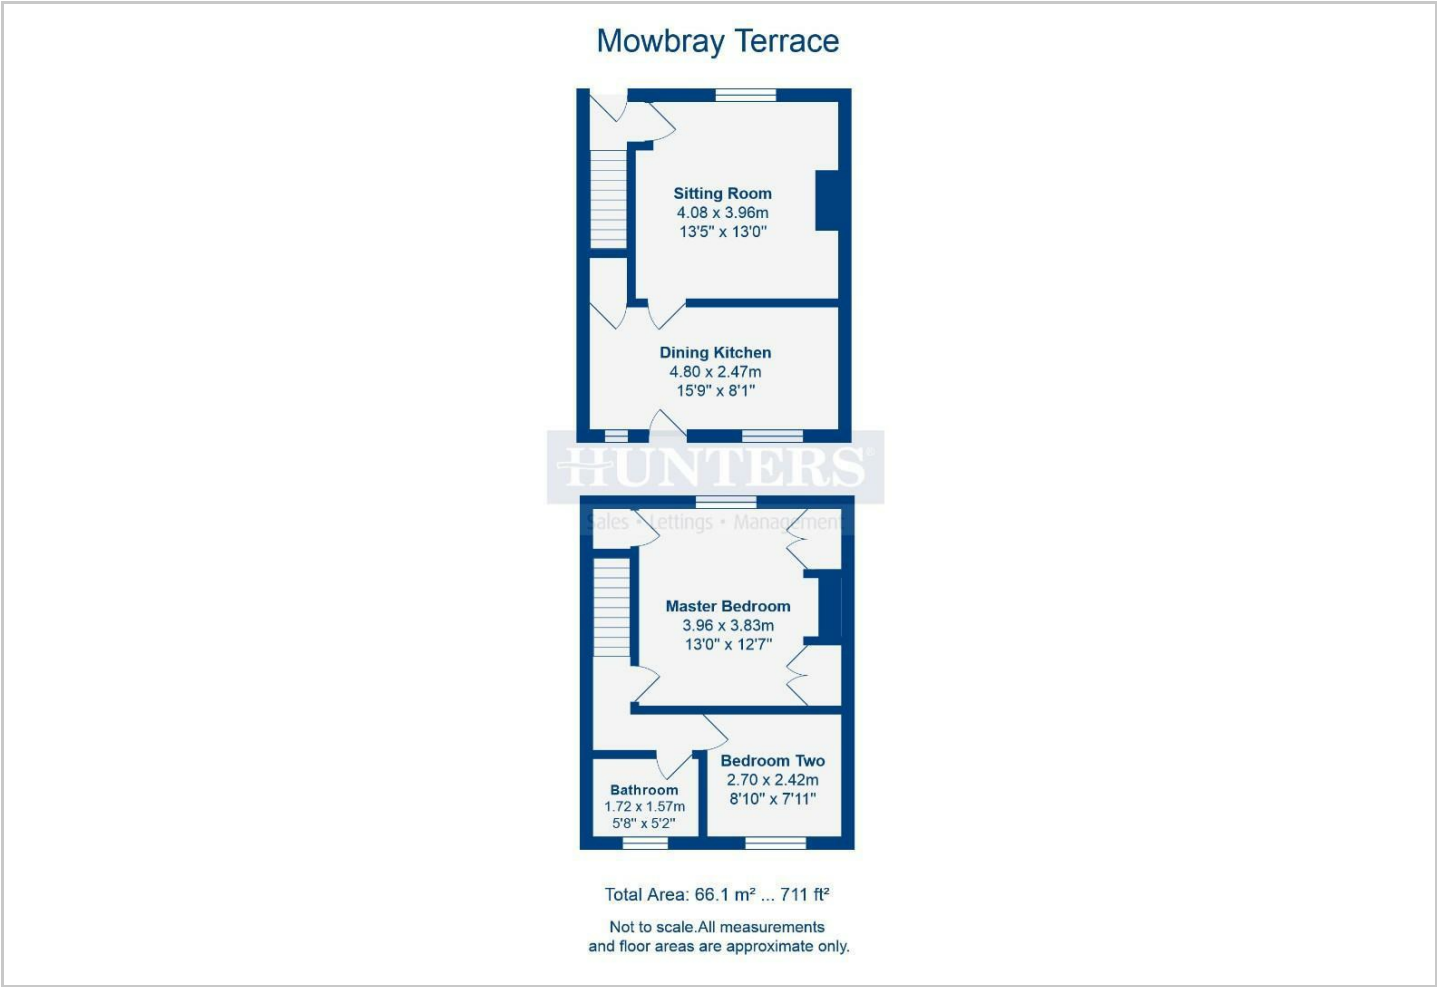 Mowbray Terrace
Sitting Room
4.08 x 3.96m
13'5" x 13'0"
Dining Kitchen
4.80 x 2.47m
15'9" x 8'1"
HUNTERS®
Sales • Lettings • Management
Master Bedroom
3.96 x 3.83m
13'0" x 12'7"
Bedroom Two
2.70 x 2.42m
8'10" x 7'11"
Bathroom
1.72 x 1.57m
5'8" x 5'2"
Total Area: 66.1 m² ... 711 ft²
Not to scale.All measurements
and floor areas are approximate only.